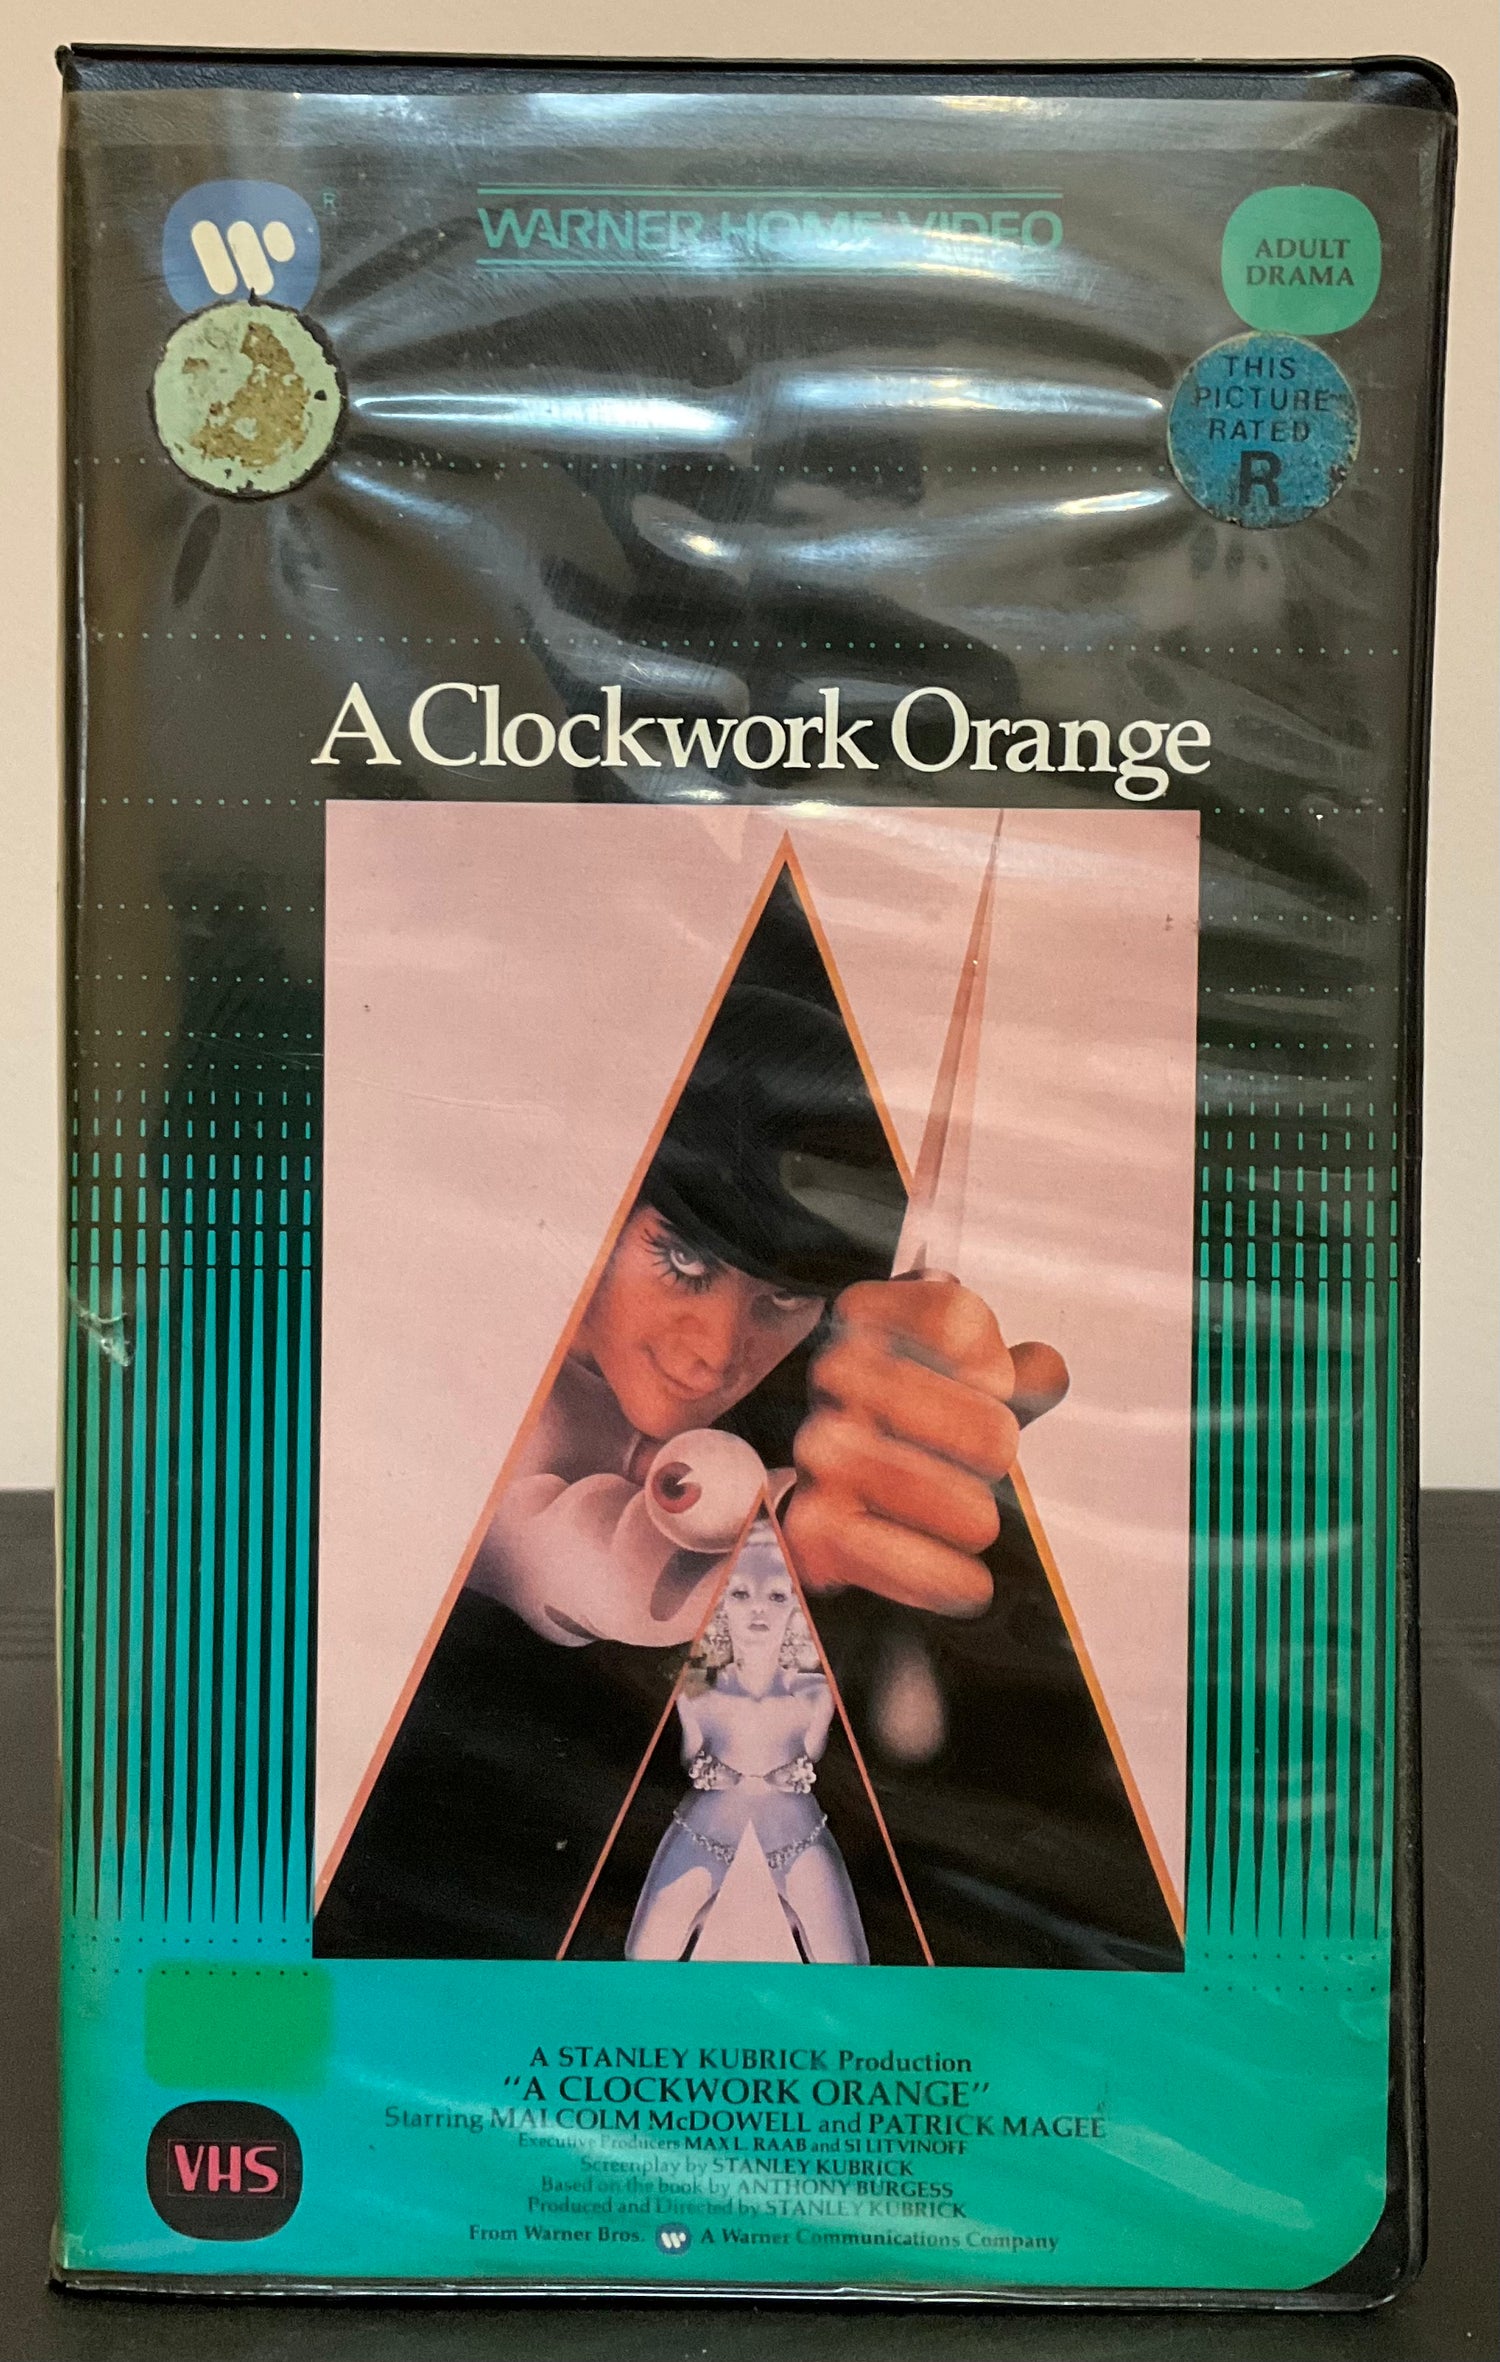 WARNER HOME VIDEO
R
ADULT
DRAMA
THIS
PICTURE
RATED
R
A Clockwork Orange
A STANLEY KUBRICK Production
"A CLOCKWORK ORANGE"
Starring MALCOLM McDOWELL and PATRICK MAGEE
Executive Producers MAX L. RAAB and SI LITVINOFF
Screenplay by STANLEY KUBRICK
Based on the book by ANTHONY BURGESS
Produced and Directed by STANLEY KUBRICK
From Warner Bros. A Warner Communications Company
VHS